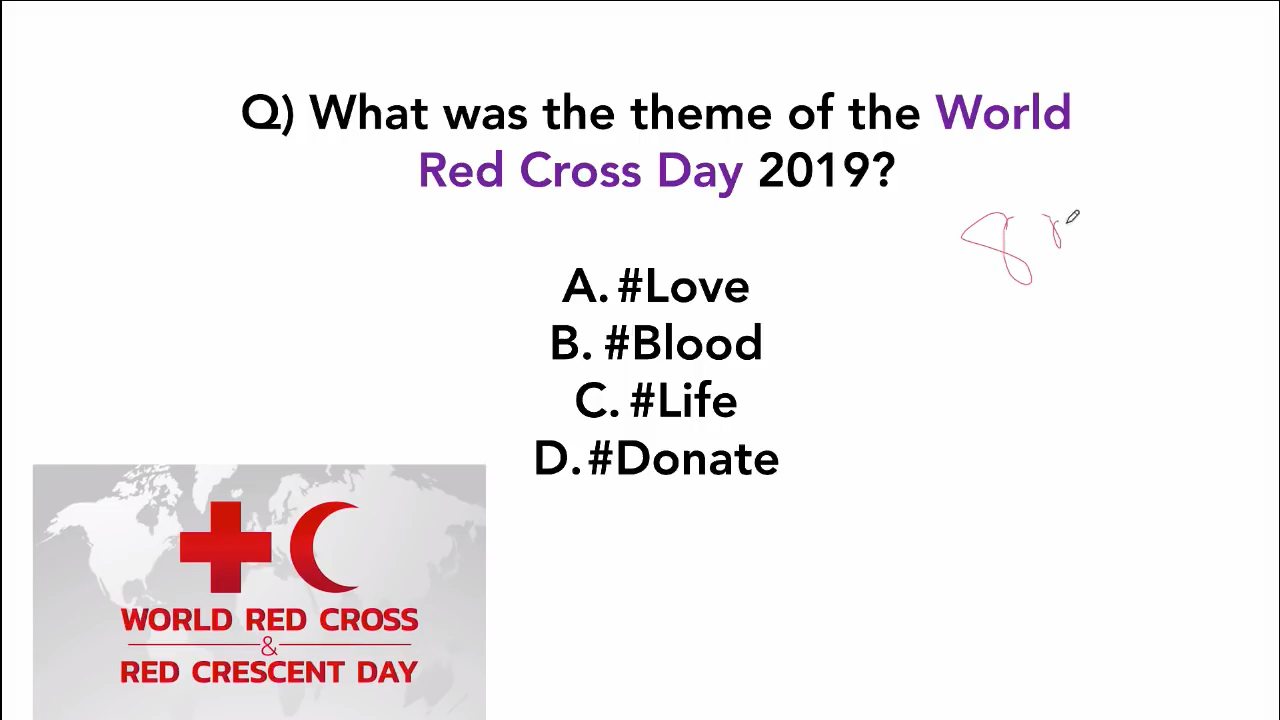 Q) What was the theme of the World
Red Cross Day 2019?
8
A. #Love
B. #Blood
C. #Life
D. #Donate
WORLD RED CROSS
&
RED CRESCENT DAY